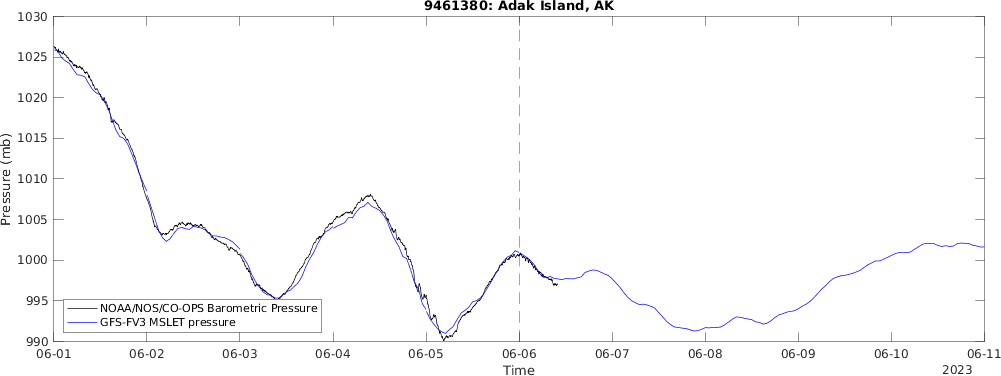 9461380: Adak Island, AK
Pressure (mb)
1030
1025
1020
1015
1010
1005
1000
995
990
NOAA/NOS/CO-OPS Barometric Pressure
GFS-FV3 MSLET pressure
06-01 06-02 06-03 06-04 06-05 06-06 06-07 06-08 06-09 06-10 06-11
Time
2023